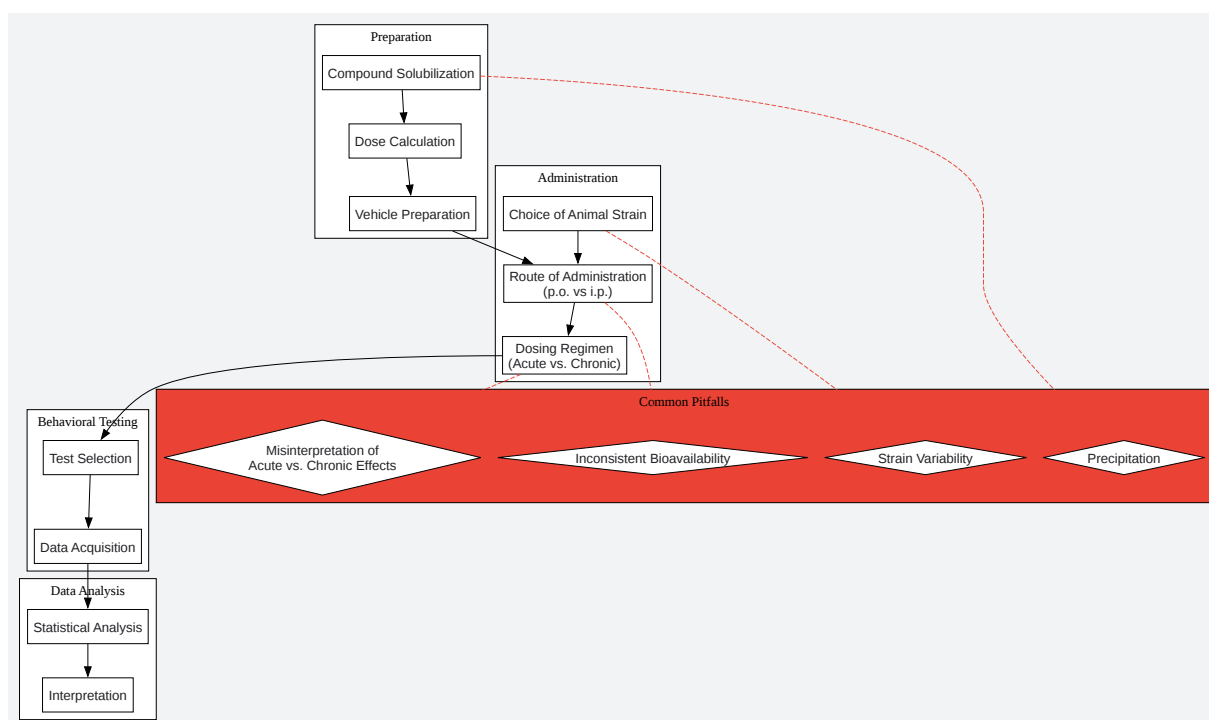 Preparation
Compound Solubilization
Dose Calculation
Vehicle Preparation
Administration
Choice of Animal Strain
Route of Administration
(p.o. vs i.p.)
Dosing Regimen
(Acute vs. Chronic)
Common Pitfalls
Misinterpretation of
Acute vs. Chronic Effects
Inconsistent Bioavailability
Strain Variability
Precipitation
Behavioral Testing
Test Selection
Data Acquisition
Data Analysis
Statistical Analysis
Interpretation